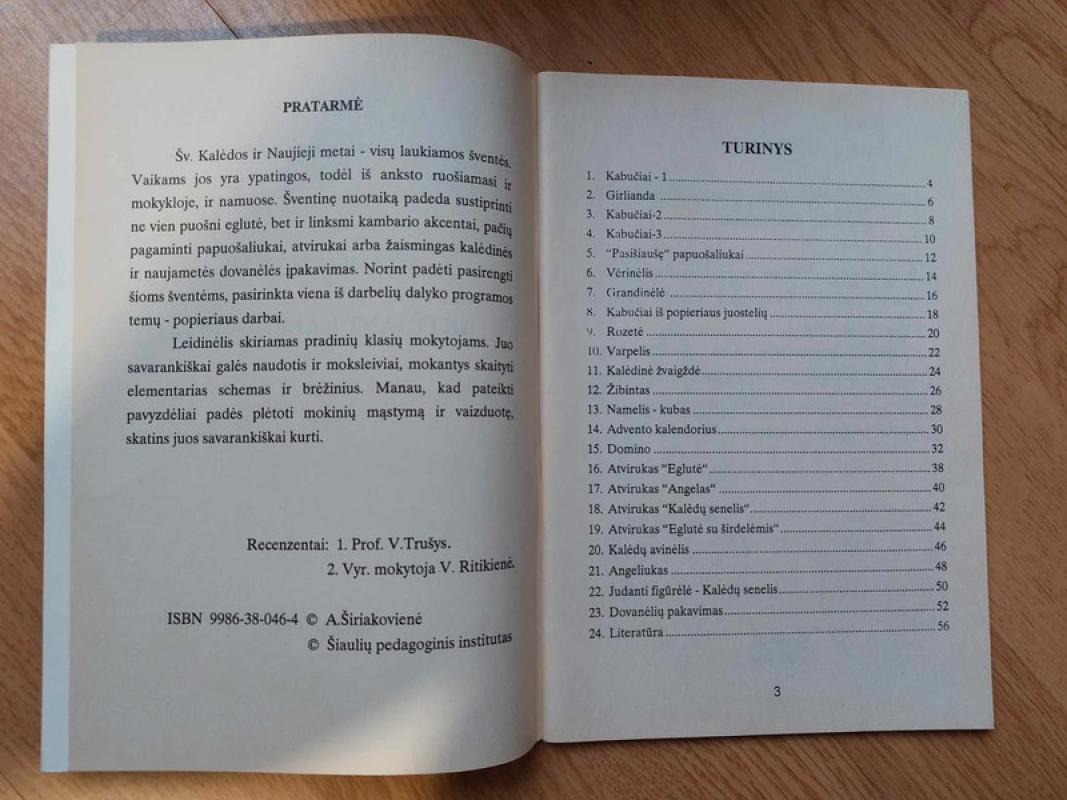 PRATARMĖ
Šv. Kalėdos ir Naujieji metai - visų laukiamos šventės.
Vaikams jos yra ypatingos, todėl iš anksto ruošiamasi ir
mokykloje, ir namuose. Šventinę nuotaiką padeda sustiprinti
ne vien puošni eglutė, bet ir linksmi kambario akcentai, pačių
pagaminti papuošaliukai, atvirukai arba žaismingas kalėdinės
ir naujametės dovanėlės įpakavimas. Norint padėti pasirengti
šioms šventėms, pasirinkta viena iš darbelių dalyko programos
temų - popieriaus darbai.
Leidinėlis skiriamas pradinių klasių mokytojams. Juo
savarankiškai galės naudotis ir moksleiviai, mokantys skaityti
elementarias schemas ir brėžinius. Manau, kad pateikti
pavyzdėliai padės plėtoti mokinių mąstymą ir vaizduotę,
skatins juos savarankiškai kurti.
Recenzentai: 1. Prof. V.Trušys.
2. Vyr. mokytoja V. Ritikienė.
ISBN 9986-38-046-4 © A.Širiakovienė
© Šiaulių pedagoginis institutas
TURINYS
1. Kabučiai - 1 4
2. Girlianda 6
3. Kabučiai-2 8
4. Kabučiai-3 10
5. "Pasišiaušę" papuošaliukai 12
6. Vėrinėlis 14
7. Grandinėlė 16
8. Kabučiai iš popieriaus juostelių 18
9. Rozetė 20
10. Varpelis 22
11. Kalėdinė žvaigždė 24
12. Žibintas 26
13. Namelis - kubas 28
14. Advento kalendorius 30
15. Domino 32
16. Atvirukas "Eglutė" 38
17. Atvirukas "Angelas" 40
18. Atvirukas "Kalėdų senelis" 42
19. Atvirukas "Eglutė su širdelėmis" 44
20. Kalėdų avinėlis 46
21. Angeliukas 48
22. Judanti figūrėlė - Kalėdų senelis 50
23. Dovanėlių pakavimas 52
24. Literatūra 56
3